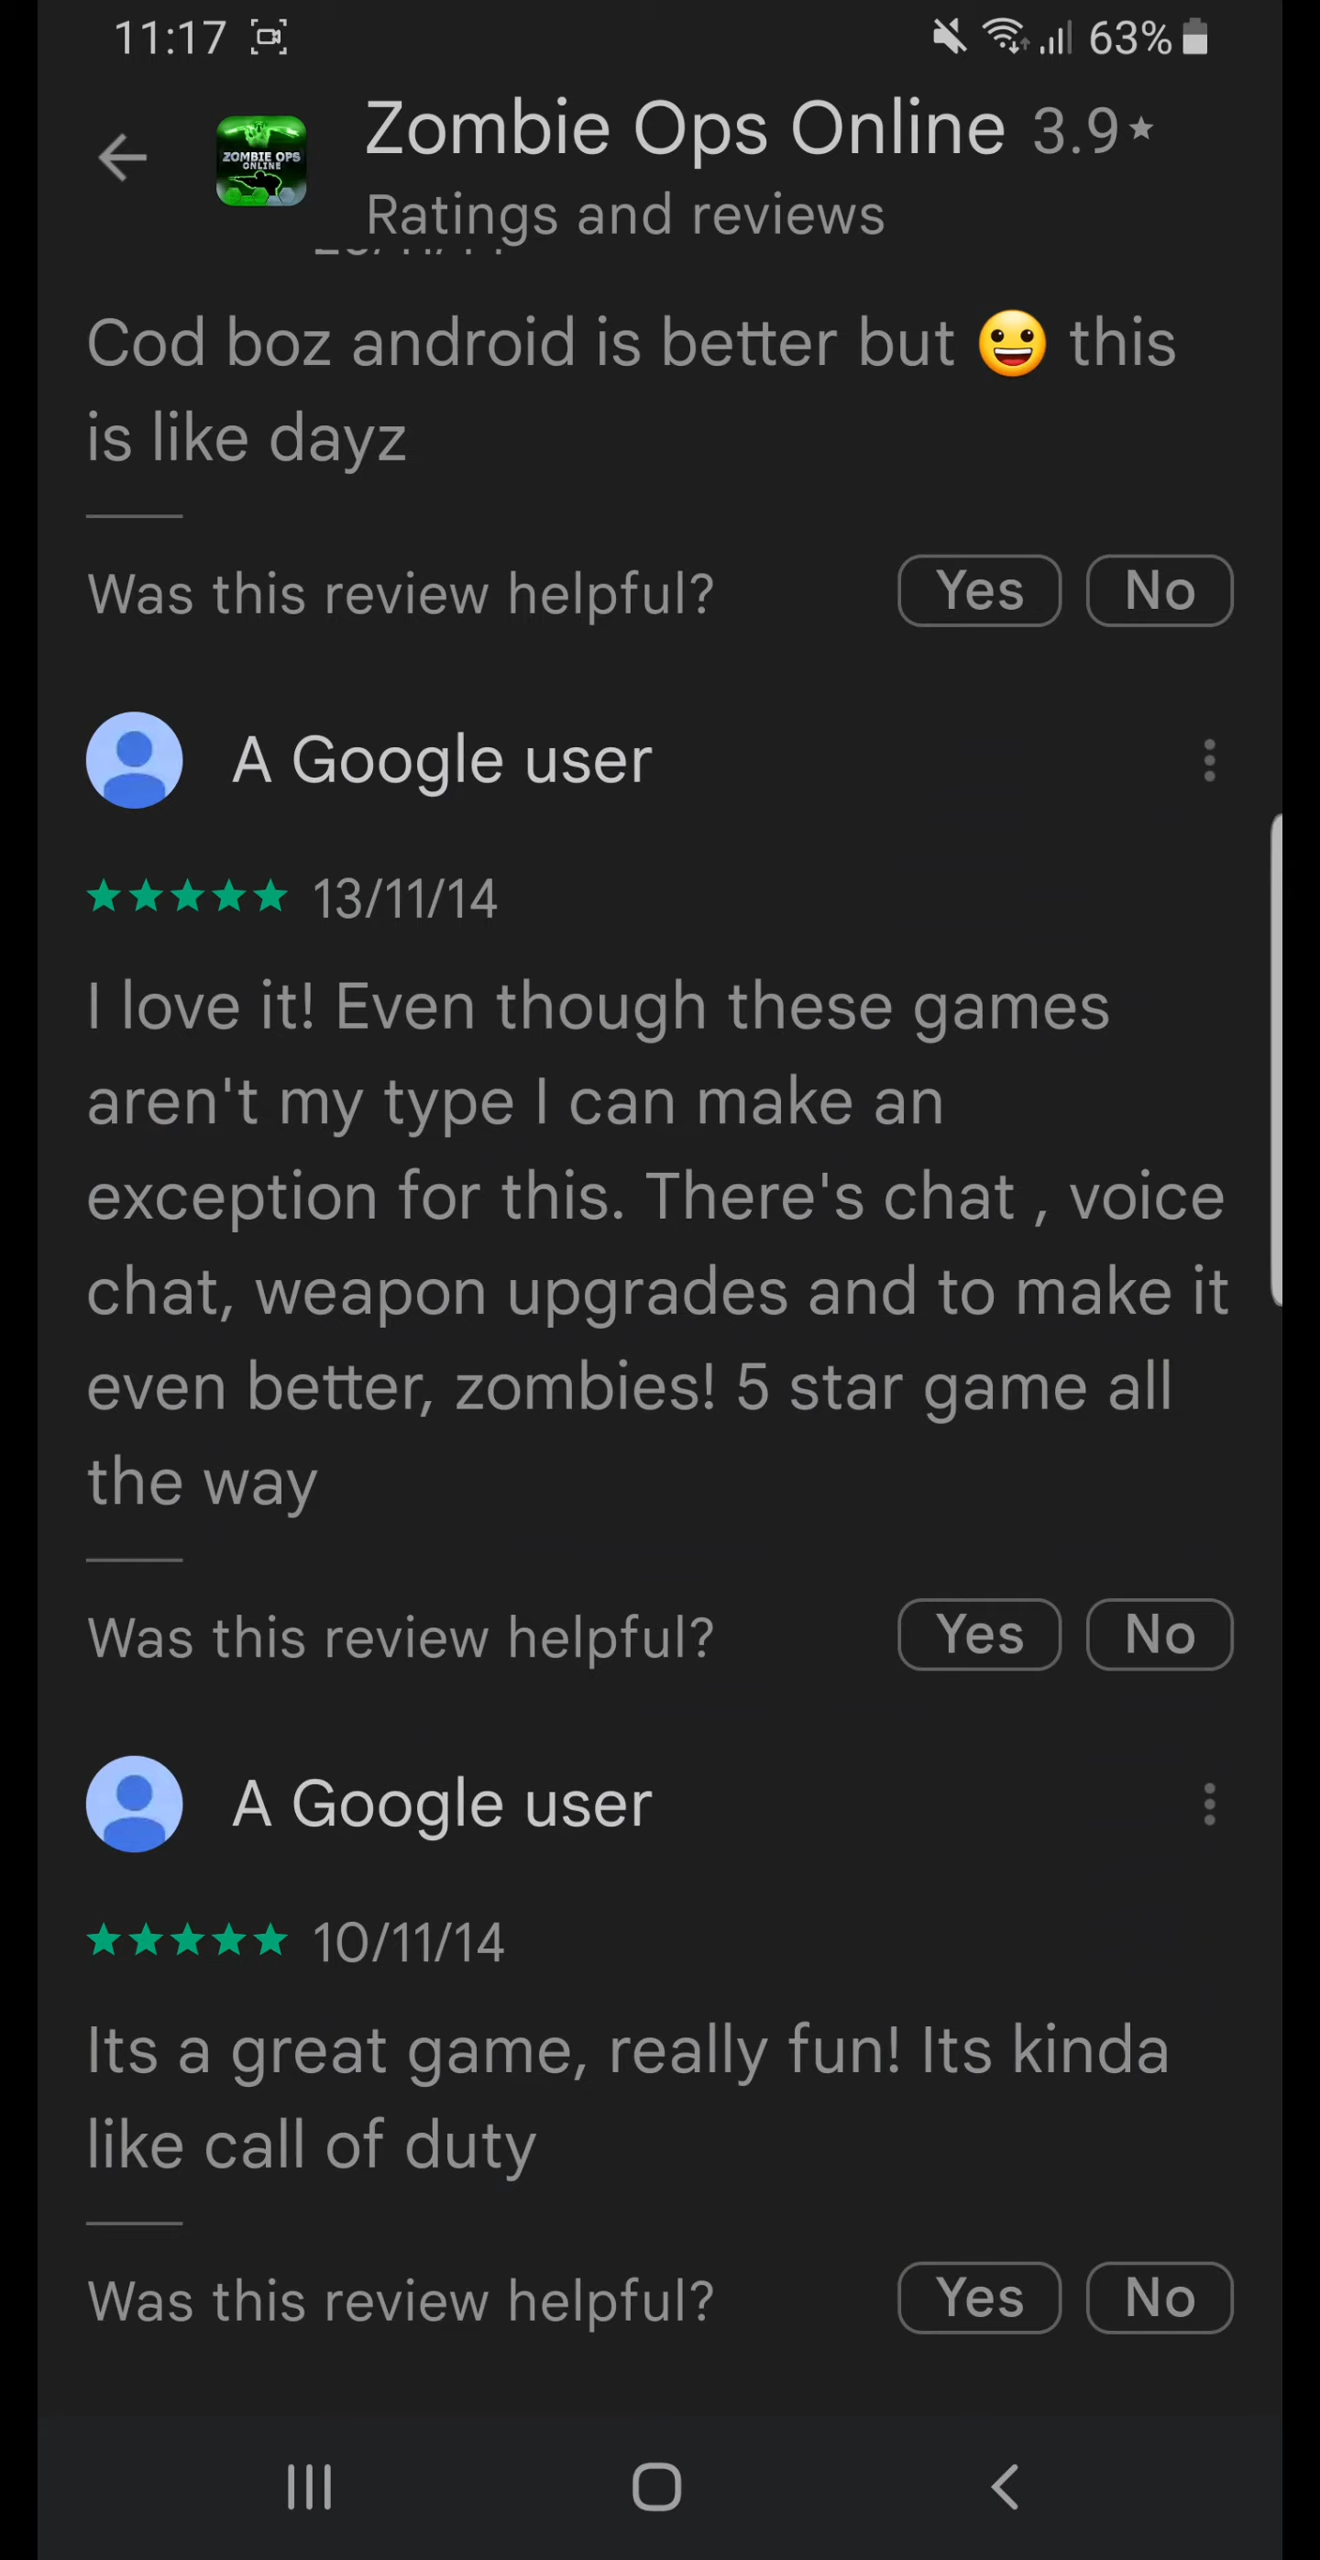 11:17
63%
Zombie Ops Online 3.9★
ZOMBIE OPS
ONLINE
Ratings and reviews
Cod boz android is better but 😀 this
is like dayz
Was this review helpful?
Yes
No
A Google user
★★★★★ 13/11/14
I love it! Even though these games
aren't my type I can make an
exception for this. There's chat , voice
chat, weapon upgrades and to make it
even better, zombies! 5 star game all
the way
Was this review helpful?
Yes
No
A Google user
★★★★★ 10/11/14
Its a great game, really fun! Its kinda
like call of duty
Was this review helpful?
Yes
No